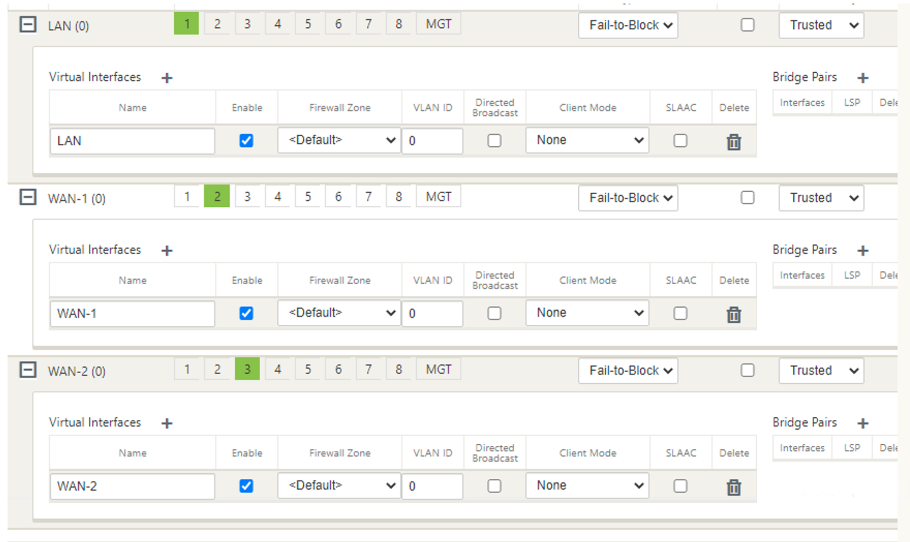 LAN (0) 1 2 3 4 5 6 7 8 MGT Fail-to-Block Trusted
Virtual Interfaces + Bridge Pairs +
Name Enable Firewall Zone VLAN ID Directed Broadcast Client Mode SLAAC Delete Interfaces LSP Dele
LAN <Default> 0 None
WAN-1 (0) 1 2 3 4 5 6 7 8 MGT Fail-to-Block Trusted
Virtual Interfaces + Bridge Pairs +
Name Enable Firewall Zone VLAN ID Directed Broadcast Client Mode SLAAC Delete Interfaces LSP Dele
WAN-1 <Default> 0 None
WAN-2 (0) 1 2 3 4 5 6 7 8 MGT Fail-to-Block Trusted
Virtual Interfaces + Bridge Pairs +
Name Enable Firewall Zone VLAN ID Directed Broadcast Client Mode SLAAC Delete Interfaces LSP Dele
WAN-2 <Default> 0 None